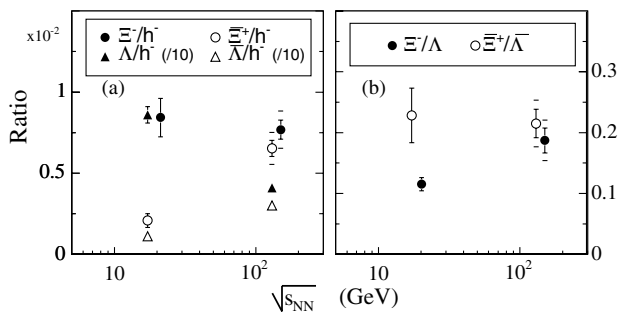 x10⁻²
Ξ⁻/h⁻ Ξ̅⁺/h⁻
Λ/h⁻ (/10) Λ̅/h⁻ (/10)
Ξ⁻/Λ Ξ̅⁺/Λ̅
(a) (b)
Ratio
1
0.5
0
0.3
0.2
0.1
0
10 10² 10 10²
√s_NN (GeV)